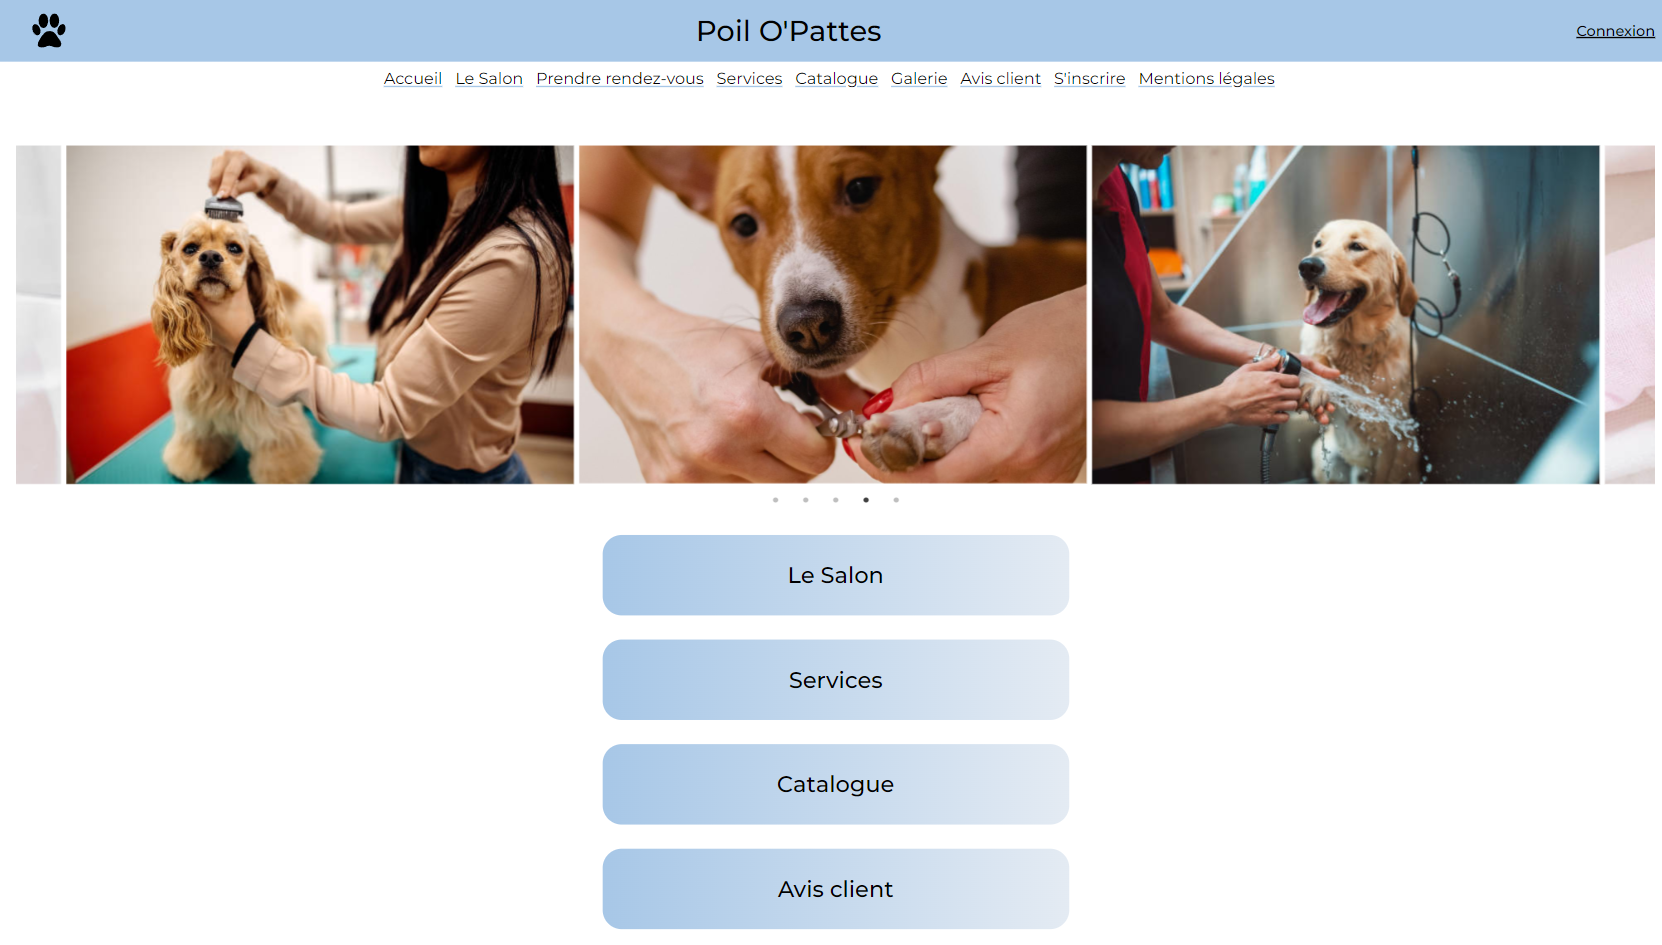 Poil O'Pattes
Connexion
Accueil Le Salon Prendre rendez-vous Services Catalogue Galerie Avis client S'inscrire Mentions légales
Le Salon
Services
Catalogue
Avis client